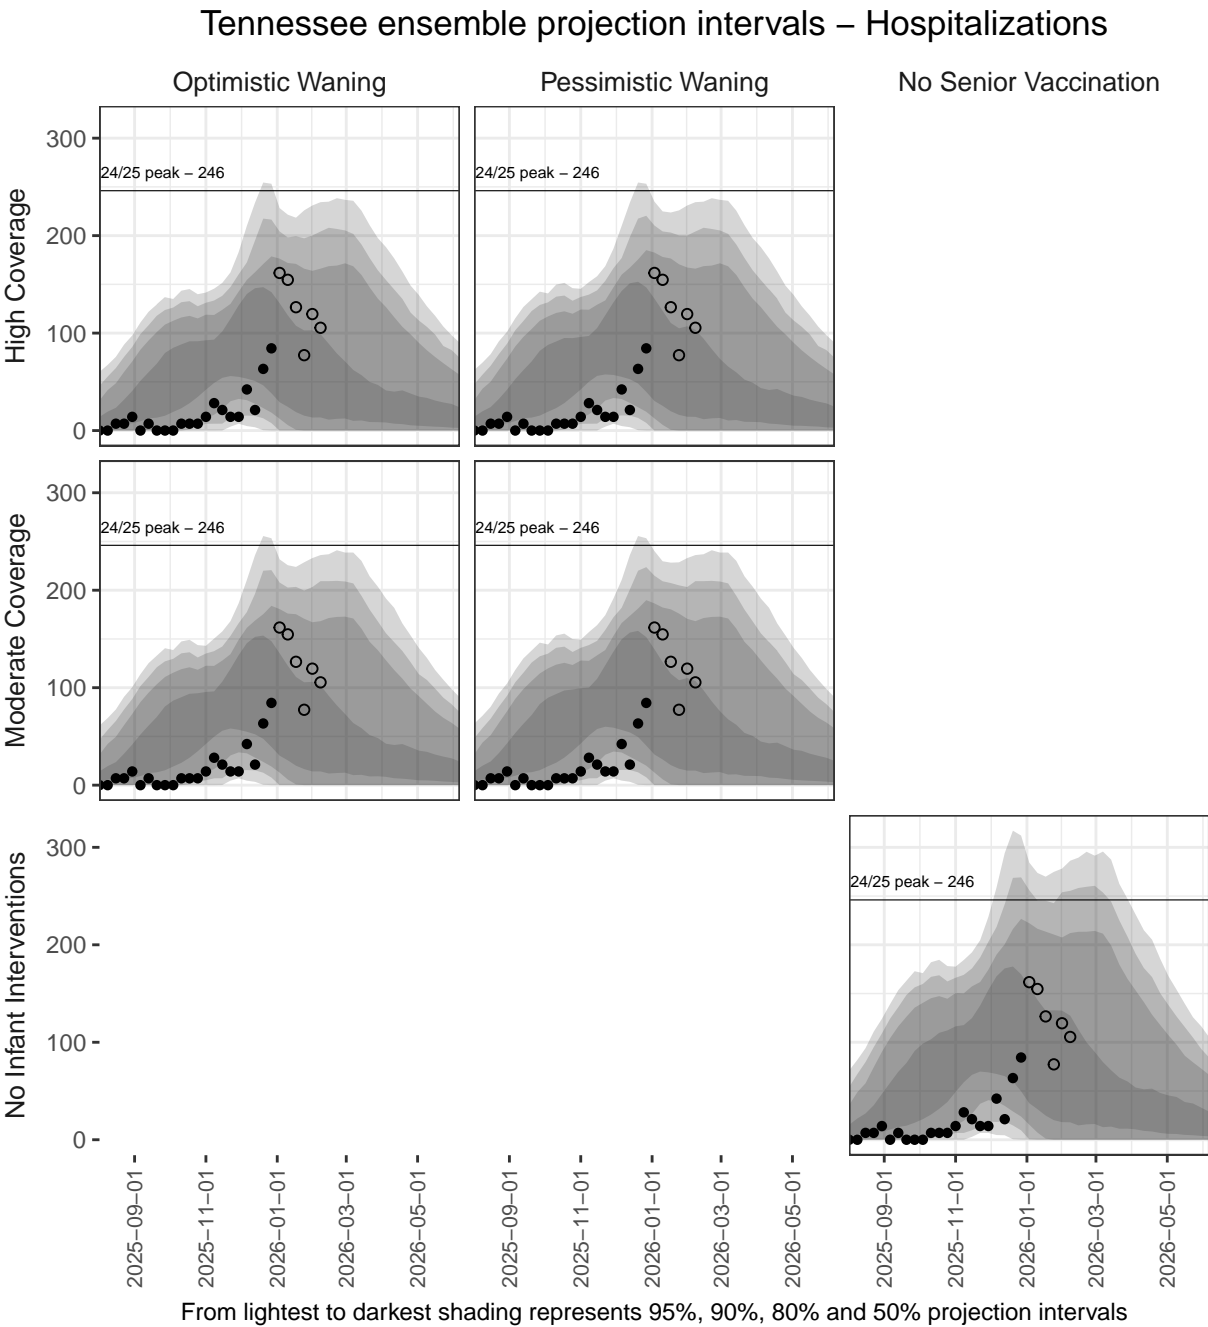 Tennessee ensemble projection intervals – Hospitalizations
Optimistic Waning
Pessimistic Waning
No Senior Vaccination
High Coverage
300
200
100
0
24/25 peak – 246
24/25 peak – 246
Moderate Coverage
300
200
100
0
24/25 peak – 246
24/25 peak – 246
No Infant Interventions
300
200
100
0
24/25 peak – 246
2025–09–01
2025–11–01
2026–01–01
2026–03–01
2026–05–01
2025–09–01
2025–11–01
2026–01–01
2026–03–01
2026–05–01
2025–09–01
2025–11–01
2026–01–01
2026–03–01
2026–05–01
From lightest to darkest shading represents 95%, 90%, 80% and 50% projection intervals